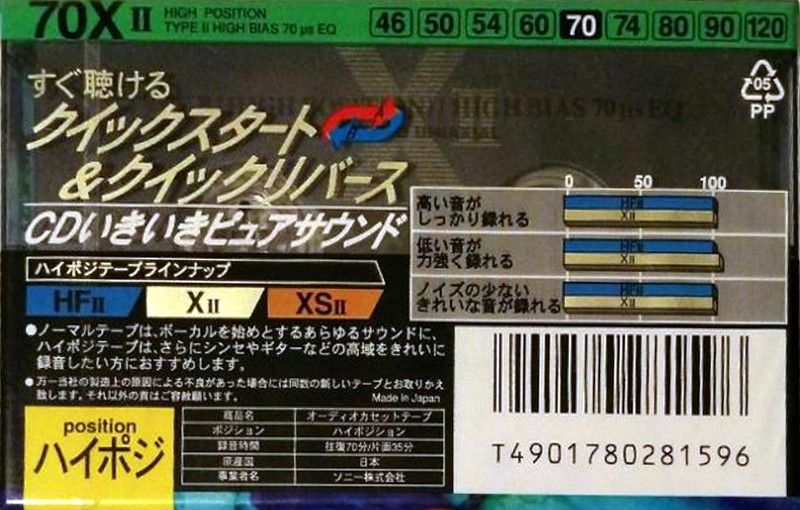 70X II HIGH POSITION
TYPE II HIGH BIAS 70 μs EQ
46 50 54 60 70 74 80 90 120
すぐ聴ける
クイックスタート
&クイックリバース
CDいきいきピュアサウンド
05
PP
X II
HIGH POSITION HIGH BIAS 70μs EQ
0 50 100
高い音が
しっかり録れる
HFII
XII
低い音が
力強く録れる
HFII
XII
ノイズの少ない
きれいな音が録れる
HFII
XII
ハイポジテープラインナップ
HFII XII XSII
●ノーマルテープは、ボーカルを始めとするあらゆるサウンドに、
ハイポジテープは、さらにシンセやギターなどの高域をきれいに
録音したい方におすすめします。
●万一当社の製造上の原因による不良があった場合には同数の新しいテープとお取りかえ
致します。それ以外の責はご容赦願います。
Made in Japan
position
ハイポジ
商品名 オーディオカセットテープ
ポジション ハイポジション
録音時間 往復70分/片面35分
原産国 日本
事業者名 ソニー株式会社
T4901780281596